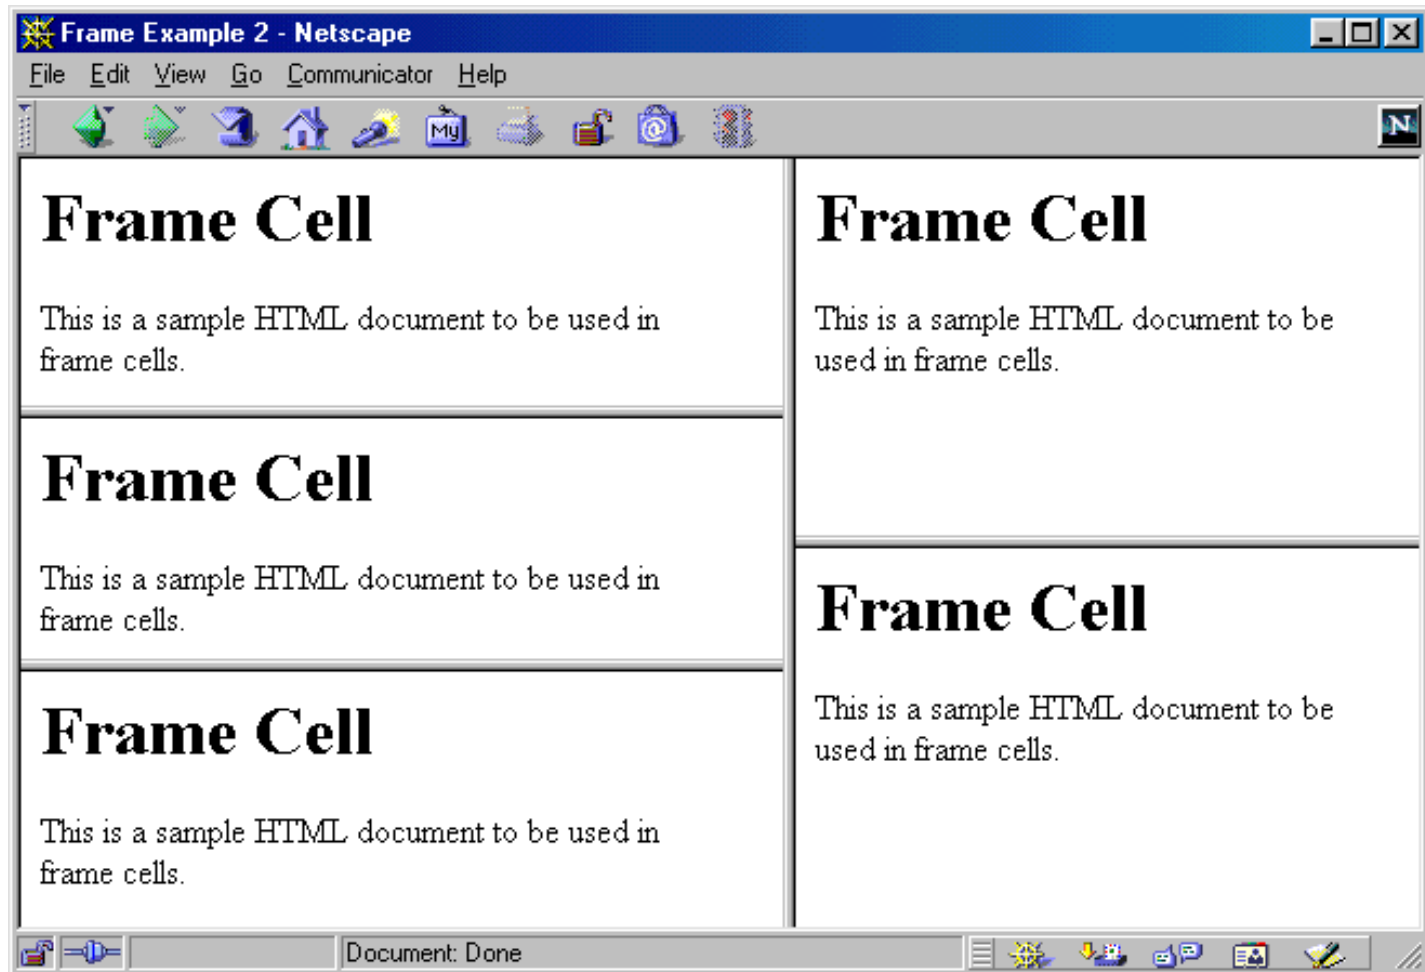 Frame Example 2 - Netscape
File Edit View Go Communicator Help
My
@
N
Frame Cell
This is a sample HTML document to be used in
frame cells.
Frame Cell
This is a sample HTML document to be used in
frame cells.
Frame Cell
This is a sample HTML document to be used in
frame cells.
Frame Cell
This is a sample HTML document to be
used in frame cells.
Frame Cell
This is a sample HTML document to be
used in frame cells.
Document: Done